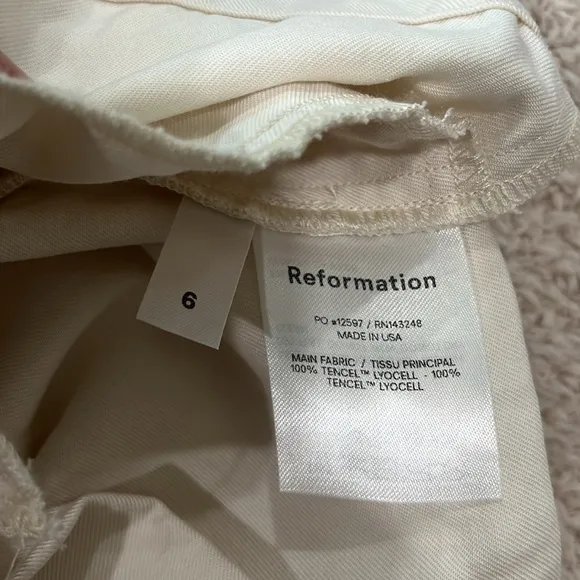 6
Reformation
PO #12597 / RN143248
MADE IN USA
MAIN FABRIC / TISSU PRINCIPAL
100% TENCEL™ LYOCELL - 100%
TENCEL™ LYOCELL